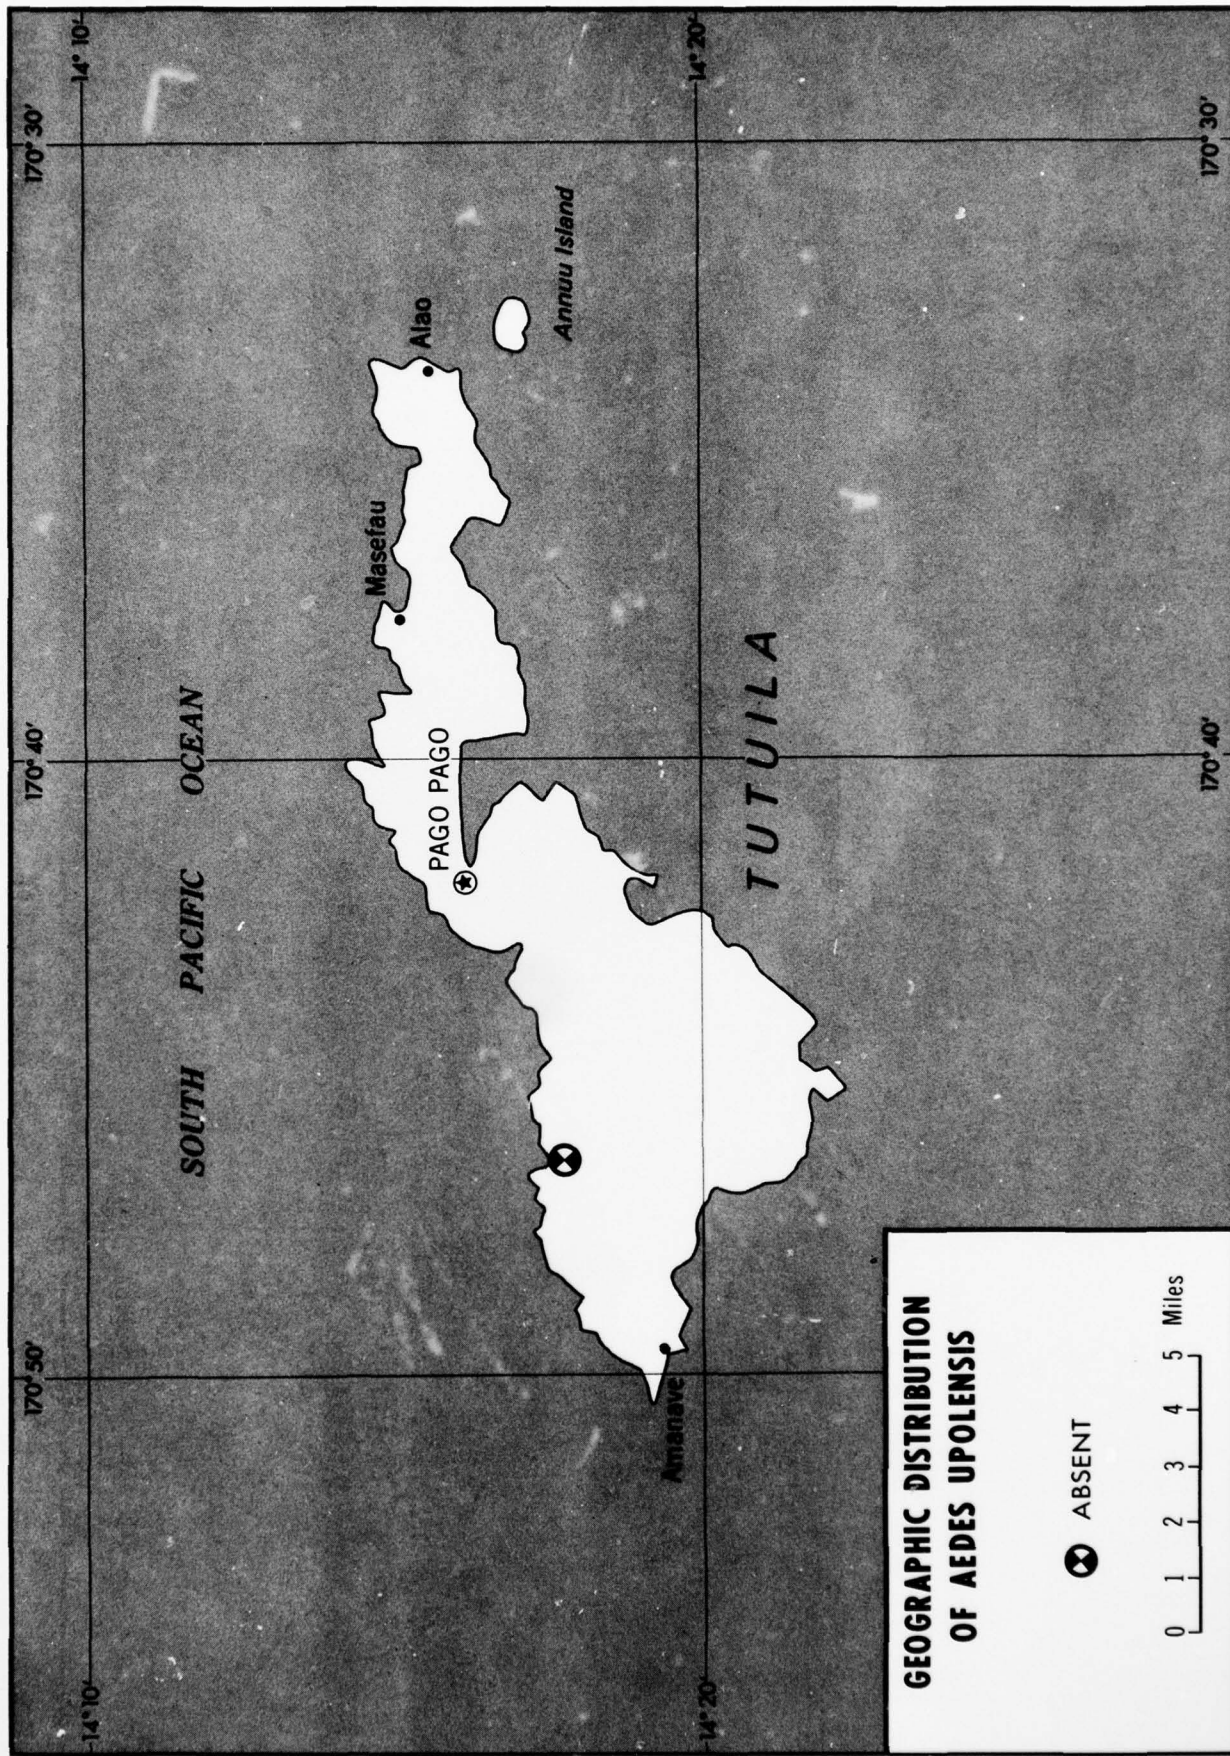 170° 50′
170° 40′
170° 30′
14° 10′
14° 10′
SOUTH PACIFIC OCEAN
Masefau
Alao
PAGO PAGO
Annuu Island
Amanave
14° 20′
14° 20′
TUTUILA
GEOGRAPHIC DISTRIBUTION
OF AEDES UPOLENSIS
ABSENT
0 1 2 3 4 5 Miles
170° 40′
170° 30′